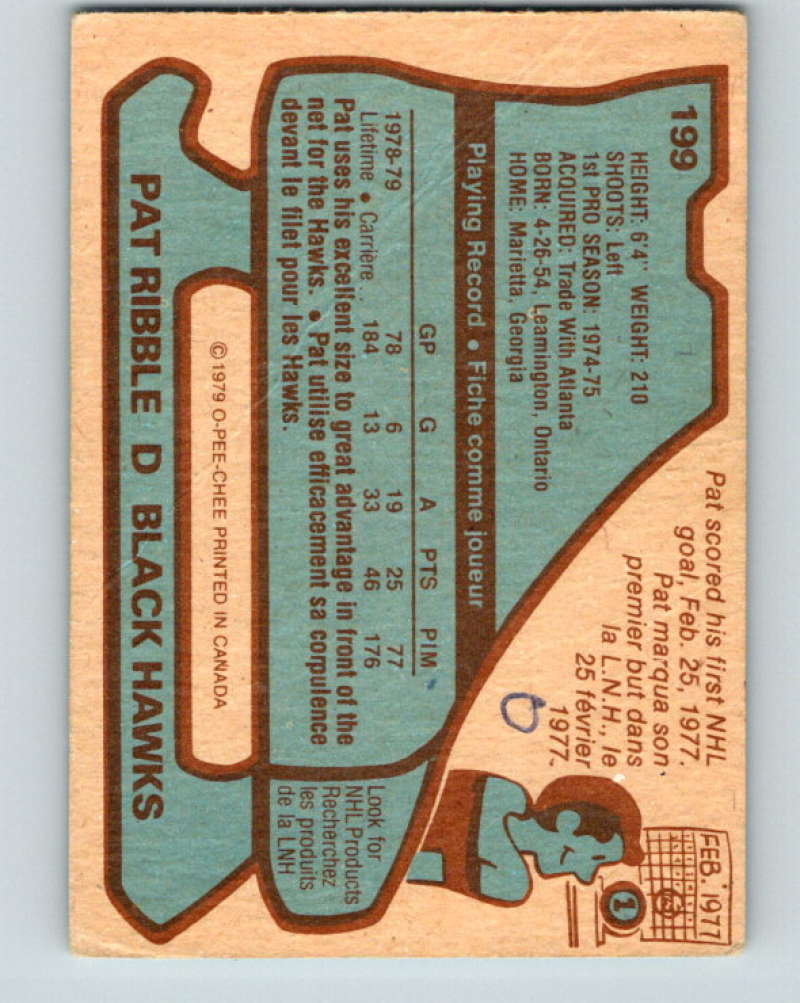 199
HEIGHT: 6'4" WEIGHT: 210
SHOOTS: Left
1st PRO SEASON: 1974-75
ACQUIRED: Trade With Atlanta
BORN: 4-26-54, Leamington, Ontario
HOME: Marietta, Georgia
Pat scored his first NHL
goal, Feb. 25, 1977.
Pat marqua son
premier but dans
la L.N.H., le
25 février
1977.
FEB. 1977
1
Playing Record • Fiche comme joueur
GP G A PTS PIM
1978-79 78 6 19 25 77
Lifetime • Carrière .. 184 13 33 46 176
Pat uses his excellent size to great advantage in front of the
net for the Hawks. • Pat utilise efficacement sa corpulence
devant le filet pour les Hawks.
Look for
NHL Products
Recherchez
les produits
de la LNH
© 1979 O-PEE-CHEE PRINTED IN CANADA
PAT RIBBLE D BLACK HAWKS